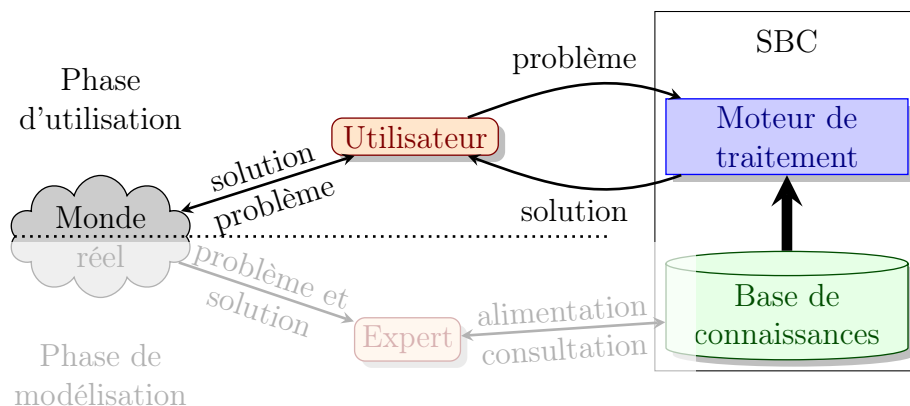 SBC
problème
Phase
d'utilisation
Utilisateur
Moteur de
traitement
solution
problème
solution
Monde
réel
problème et
solution
Base de
connaissances
alimentation
Expert
consultation
Phase de
modélisation